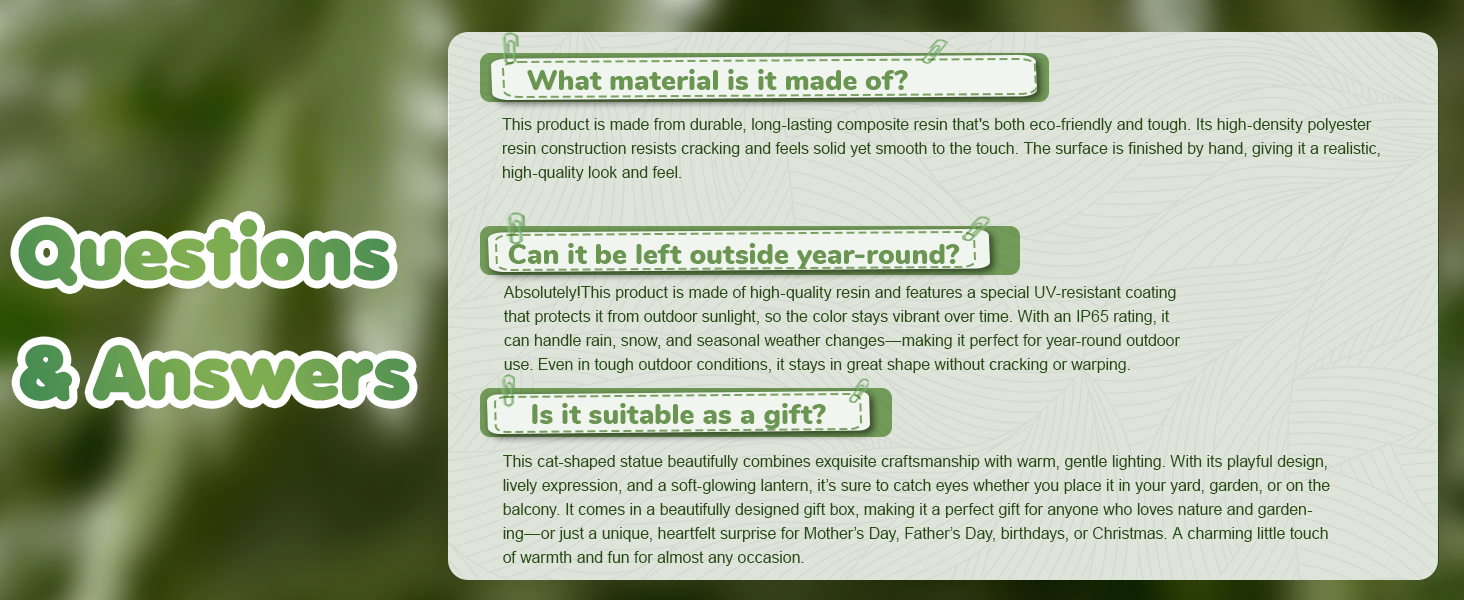 Questions
& Answers
What material is it made of?
This product is made from durable, long-lasting composite resin that's both eco-friendly and tough. Its high-density polyester
resin construction resists cracking and feels solid yet smooth to the touch. The surface is finished by hand, giving it a realistic,
high-quality look and feel.
Can it be left outside year-round?
Absolutely!This product is made of high-quality resin and features a special UV-resistant coating
that protects it from outdoor sunlight, so the color stays vibrant over time. With an IP65 rating, it
can handle rain, snow, and seasonal weather changes—making it perfect for year-round outdoor
use. Even in tough outdoor conditions, it stays in great shape without cracking or warping.
Is it suitable as a gift?
This cat-shaped statue beautifully combines exquisite craftsmanship with warm, gentle lighting. With its playful design,
lively expression, and a soft-glowing lantern, it’s sure to catch eyes whether you place it in your yard, garden, or on the
balcony. It comes in a beautifully designed gift box, making it a perfect gift for anyone who loves nature and garden-
ing—or just a unique, heartfelt surprise for Mother’s Day, Father’s Day, birthdays, or Christmas. A charming little touch
of warmth and fun for almost any occasion.